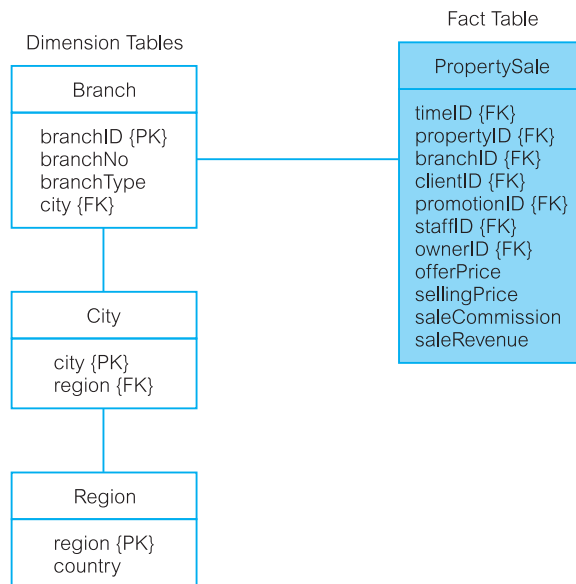 Dimension Tables
Branch
branchID {PK}
branchNo
branchType
city {FK}
City
city {PK}
region {FK}
Region
region {PK}
country
Fact Table
PropertySale
timeID {FK}
propertyID {FK}
branchID {FK}
clientID {FK}
promotionID {FK}
staffID {FK}
ownerID {FK}
offerPrice
sellingPrice
saleCommission
saleRevenue